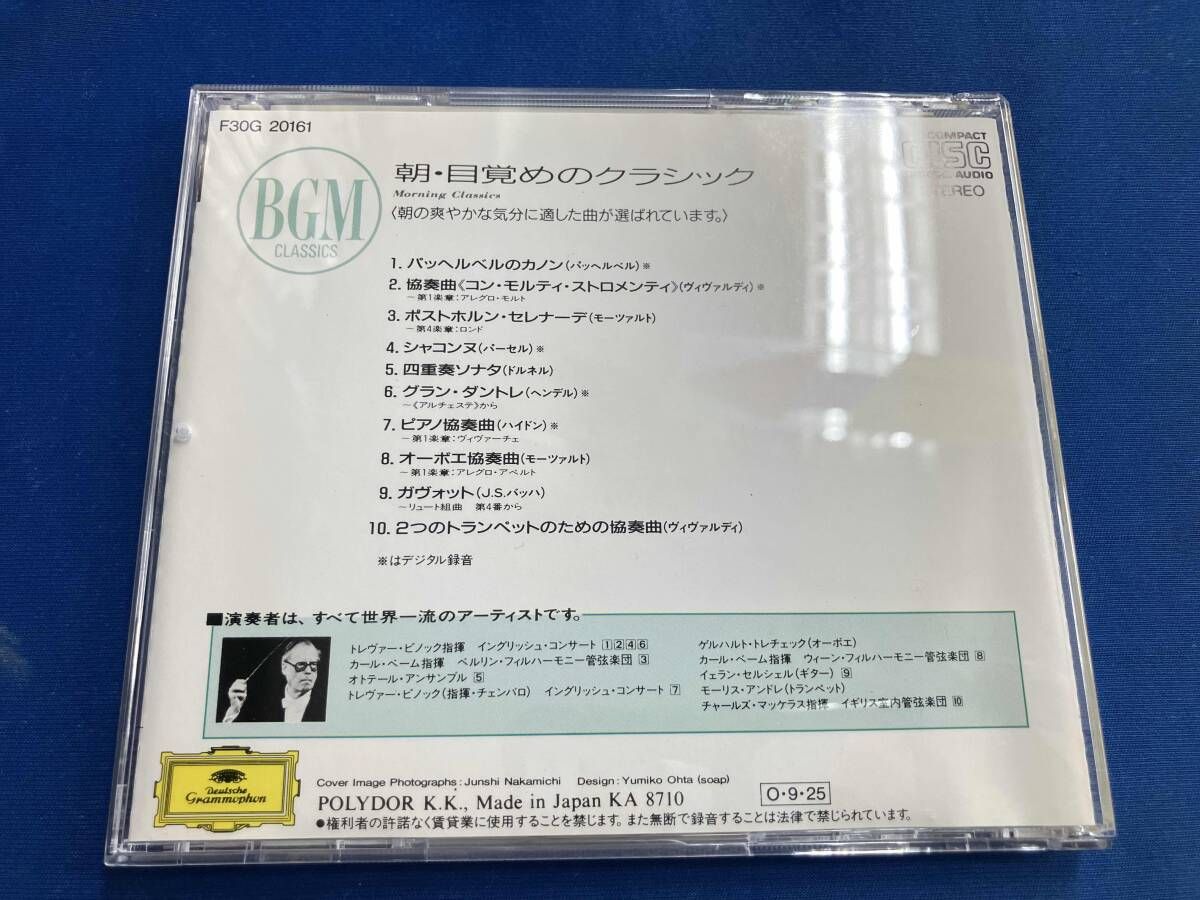 F30G 20161
COMPACT
DISC
AUDIO
STEREO
BGM
CLASSICS
朝・目覚めのクラシック
Morning Classics
〈朝の爽やかな気分に適した曲が選ばれています。〉
1. パッヘルベルのカノン(パッヘルベル)※
2. 協奏曲《コン・モルティ・ストロメンティ》(ヴィヴァルディ)※
〜第1楽章:アレグロ・モルト
3. ポストホルン・セレナーデ(モーツァルト)
〜第4楽章:ロンド
4. シャコンヌ(パーセル)※
5. 四重奏ソナタ(ドルネル)
6. グラン・ダントレ(ヘンデル)※
〜《アルチェステ》から
7. ピアノ協奏曲(ハイドン)※
〜第1楽章:ヴィヴァーチェ
8. オーボエ協奏曲(モーツァルト)
〜第1楽章:アレグロ・アペルト
9. ガヴォット(J.S.バッハ)
〜リュート組曲 第4番から
10. 2つのトランペットのための協奏曲(ヴィヴァルディ)
※はデジタル録音
■演奏者は、すべて世界一流のアーティストです。
トレヴァー・ピノック指揮 イングリッシュ・コンサート 1 2 4 6
カール・ベーム指揮 ベルリン・フィルハーモニー管弦楽団 3
オトテール・アンサンブル 5
トレヴァー・ピノック(指揮・チェンバロ) イングリッシュ・コンサート 7
ゲルハルト・トレチェック(オーボエ)
カール・ベーム指揮 ウィーン・フィルハーモニー管弦楽団 8
イェラン・セルシェル(ギター) 9
モーリス・アンドレ(トランペット)
チャールズ・マッケラス指揮 イギリス室内管弦楽団 10
Deutsche
Grammophon
Cover Image Photographs : Junshi Nakamichi Design : Yumiko Ohta (soap)
POLYDOR K.K., Made in Japan KA 8710
O・9・25
●権利者の許諾なく賃貸業に使用することを禁じます。また無断で録音することは法律で禁じられています。